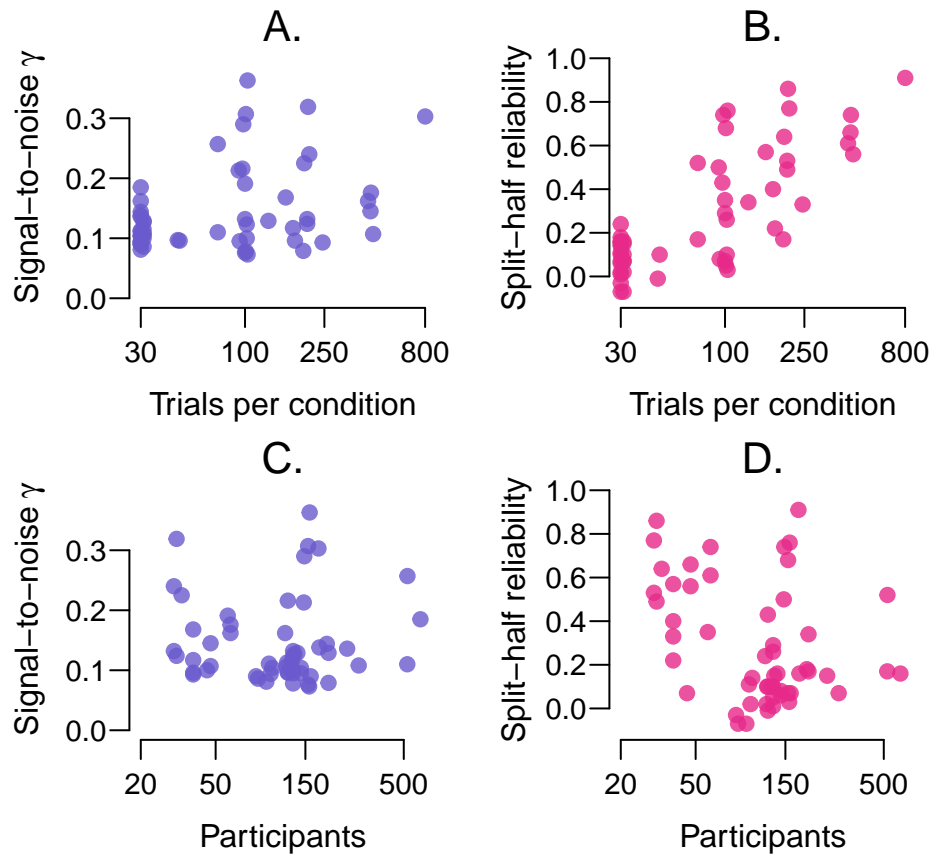 A.
Signal−to−noise γ
0.3
0.2
0.1
0.0
30 100 250 800
Trials per condition
B.
Split−half reliability
1.0
0.8
0.6
0.4
0.2
0.0
30 100 250 800
Trials per condition
C.
Signal−to−noise γ
0.3
0.2
0.1
0.0
20 50 150 500
Participants
D.
Split−half reliability
1.0
0.8
0.6
0.4
0.2
0.0
20 50 150 500
Participants